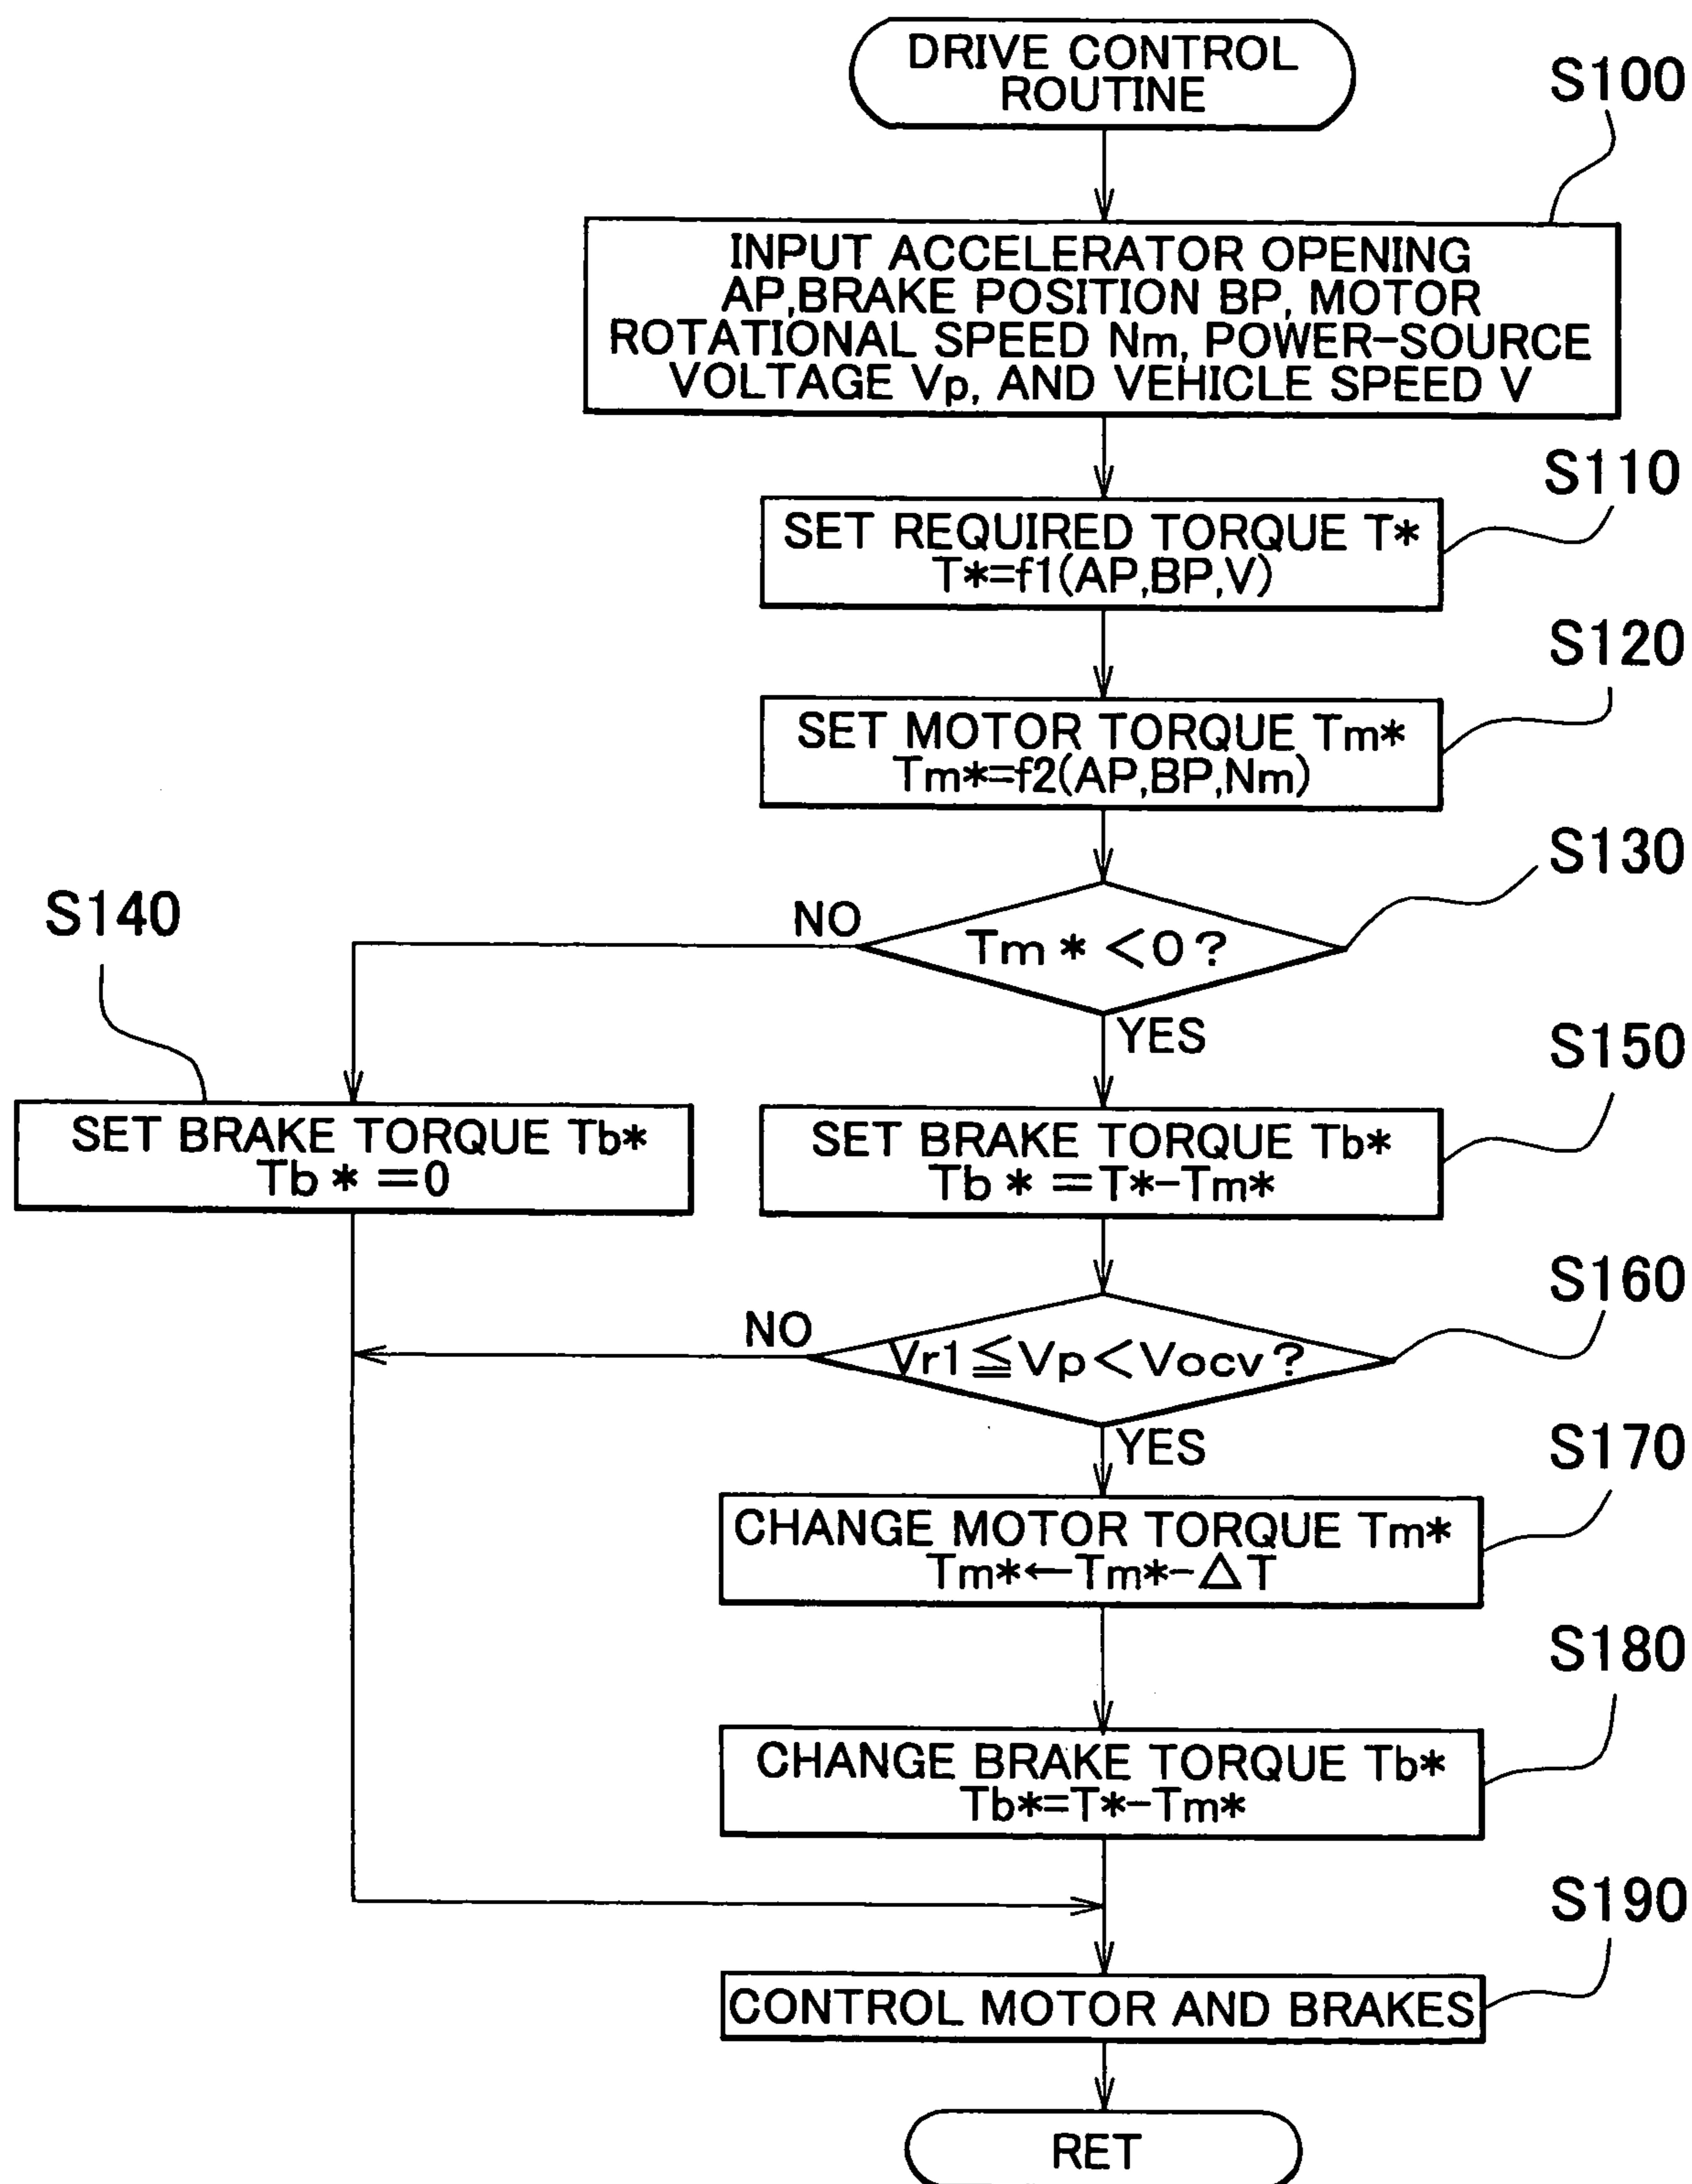 DRIVE CONTROL
ROUTINE
S100
INPUT ACCELERATOR OPENING
AP,BRAKE POSITION BP, MOTOR
ROTATIONAL SPEED Nm, POWER-SOURCE
VOLTAGE Vp, AND VEHICLE SPEED V
S110
SET REQUIRED TORQUE T*
T*=f1(AP,BP,V)
S120
SET MOTOR TORQUE Tm*
Tm*=f2(AP,BP,Nm)
S130
Tm*<0?
NO
YES
S140
SET BRAKE TORQUE Tb*
Tb*=0
S150
SET BRAKE TORQUE Tb*
Tb*=T*-Tm*
S160
Vr1≦Vp<Vocv?
NO
YES
S170
CHANGE MOTOR TORQUE Tm*
Tm*←Tm*-△T
S180
CHANGE BRAKE TORQUE Tb*
Tb*=T*-Tm*
S190
CONTROL MOTOR AND BRAKES
RET